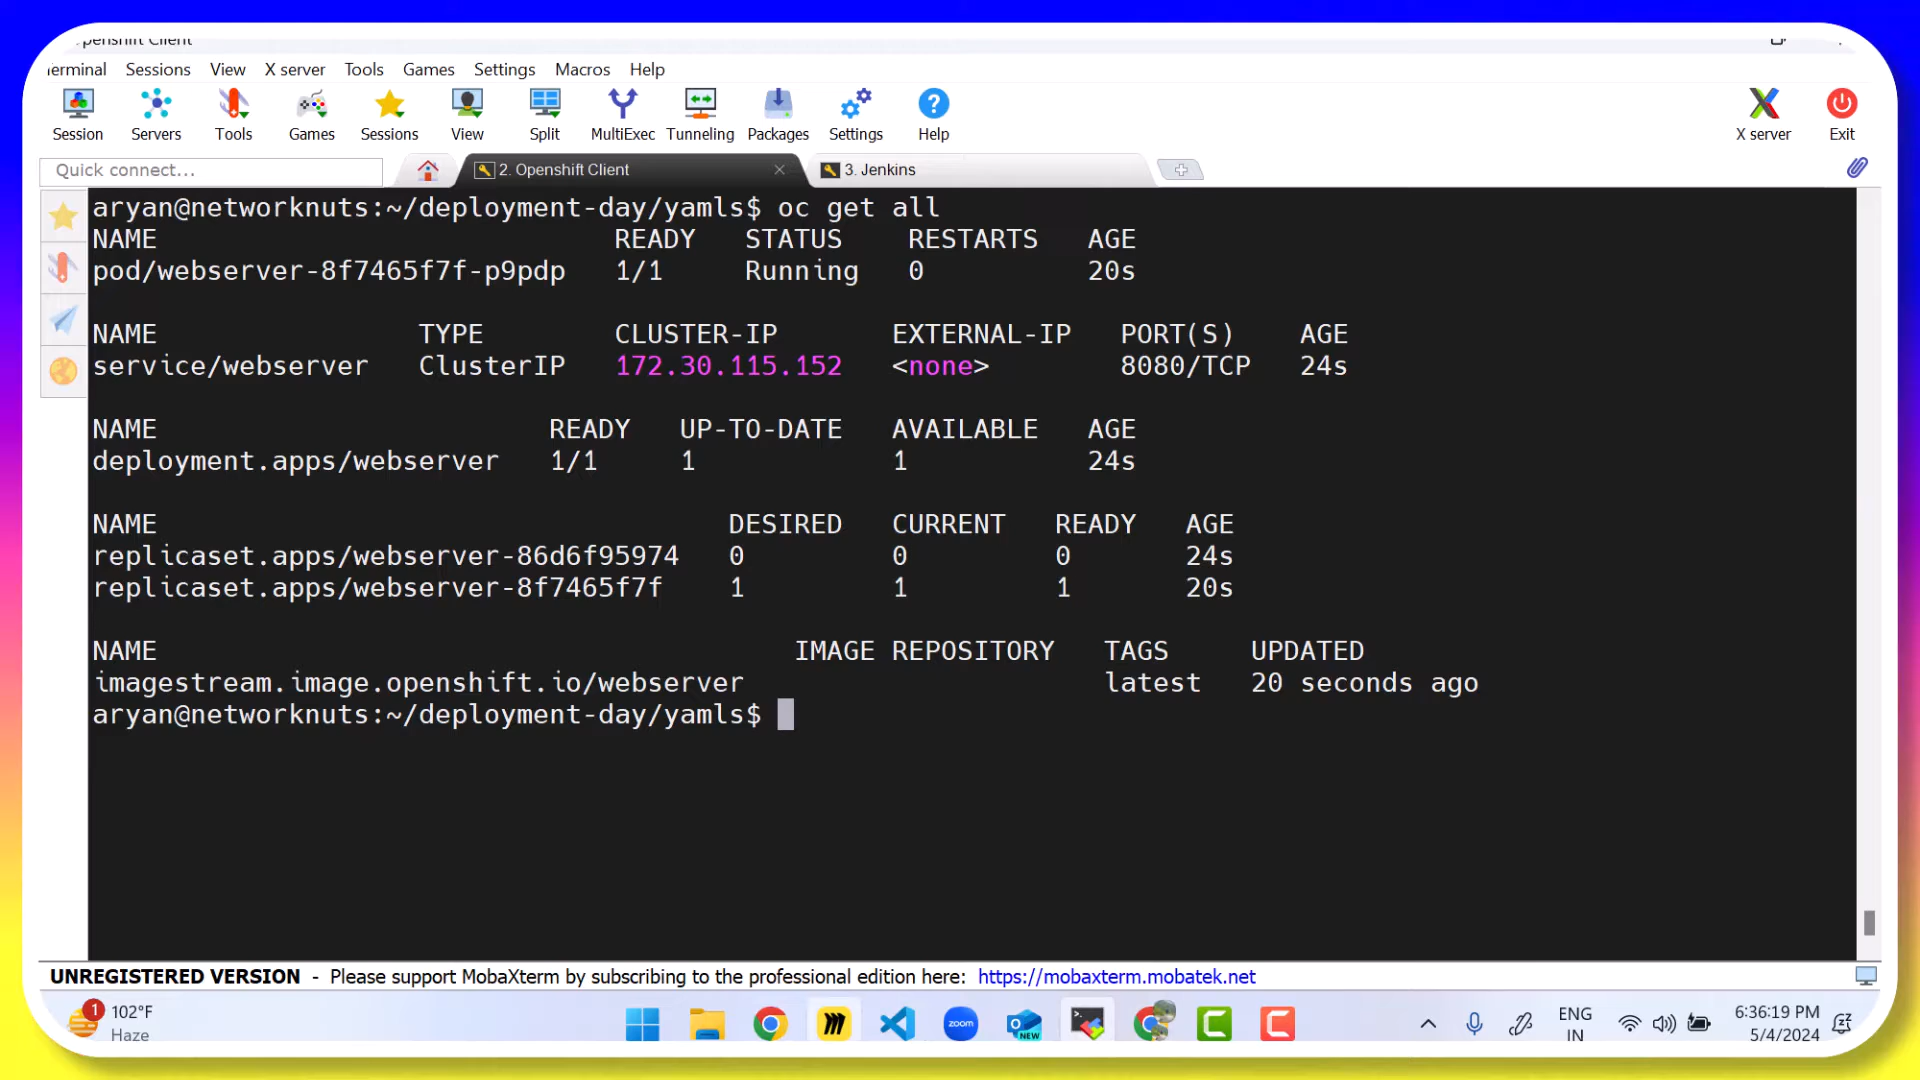 Openshift Client
Terminal Sessions View X server Tools Games Settings Macros Help
Session Servers Tools Games Sessions View Split MultiExec Tunneling Packages Settings Help X server Exit
Quick connect... 2. Openshift Client 3. Jenkins
aryan@networknuts:~/deployment-day/yamls$ oc get all
NAME READY STATUS RESTARTS AGE
pod/webserver-8f7465f7f-p9pdp 1/1 Running 0 20s
NAME TYPE CLUSTER-IP EXTERNAL-IP PORT(S) AGE
service/webserver ClusterIP 172.30.115.152 <none> 8080/TCP 24s
NAME READY UP-TO-DATE AVAILABLE AGE
deployment.apps/webserver 1/1 1 1 24s
NAME DESIRED CURRENT READY AGE
replicaset.apps/webserver-86d6f95974 0 0 0 24s
replicaset.apps/webserver-8f7465f7f 1 1 1 20s
NAME IMAGE REPOSITORY TAGS UPDATED
imagestream.image.openshift.io/webserver latest 20 seconds ago
aryan@networknuts:~/deployment-day/yamls$
UNREGISTERED VERSION - Please support MobaXterm by subscribing to the professional edition here: https://mobaxterm.mobatek.net
1 102°F zoom NEW ENG 6:36:19 PM
Haze IN 5/4/2024